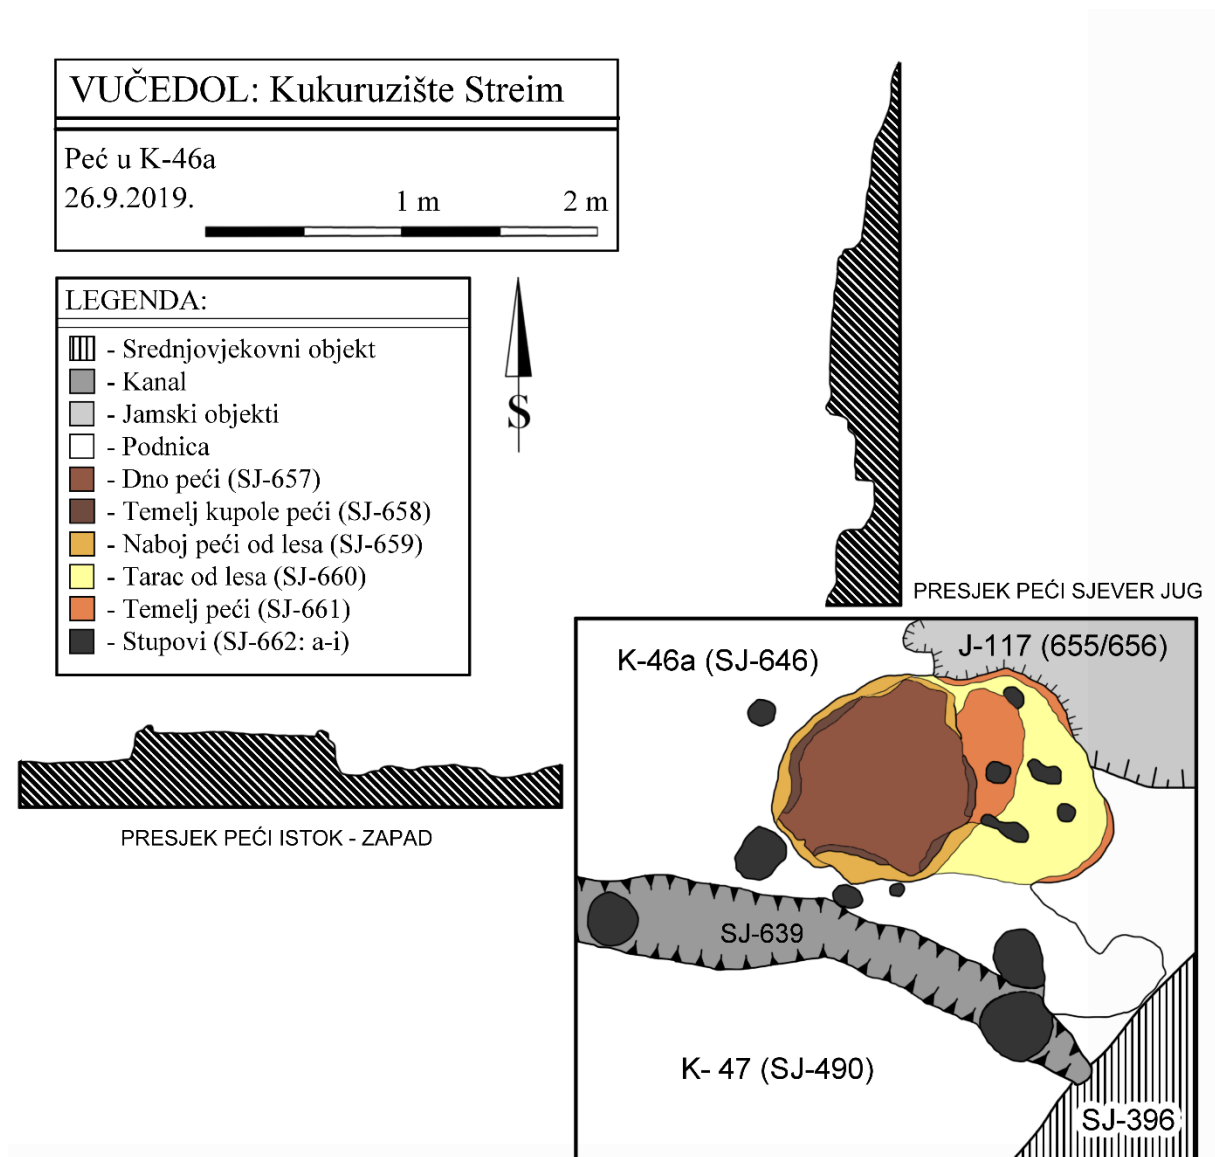 VUČEDOL: Kukuruzište Streim
Peć u K-46a
26.9.2019.
1 m
2 m
LEGENDA:
- Srednjovjekovni objekt
- Kanal
- Jamski objekti
- Podnica
- Dno peći (SJ-657)
- Temelj kupole peći (SJ-658)
- Naboj peći od lesa (SJ-659)
- Tarac od lesa (SJ-660)
- Temelj peći (SJ-661)
- Stupovi (SJ-662: a-i)
S
PRESJEK PEĆI SJEVER JUG
PRESJEK PEĆI ISTOK - ZAPAD
K-46a (SJ-646)
J-117 (655/656)
SJ-639
K- 47 (SJ-490)
SJ-396